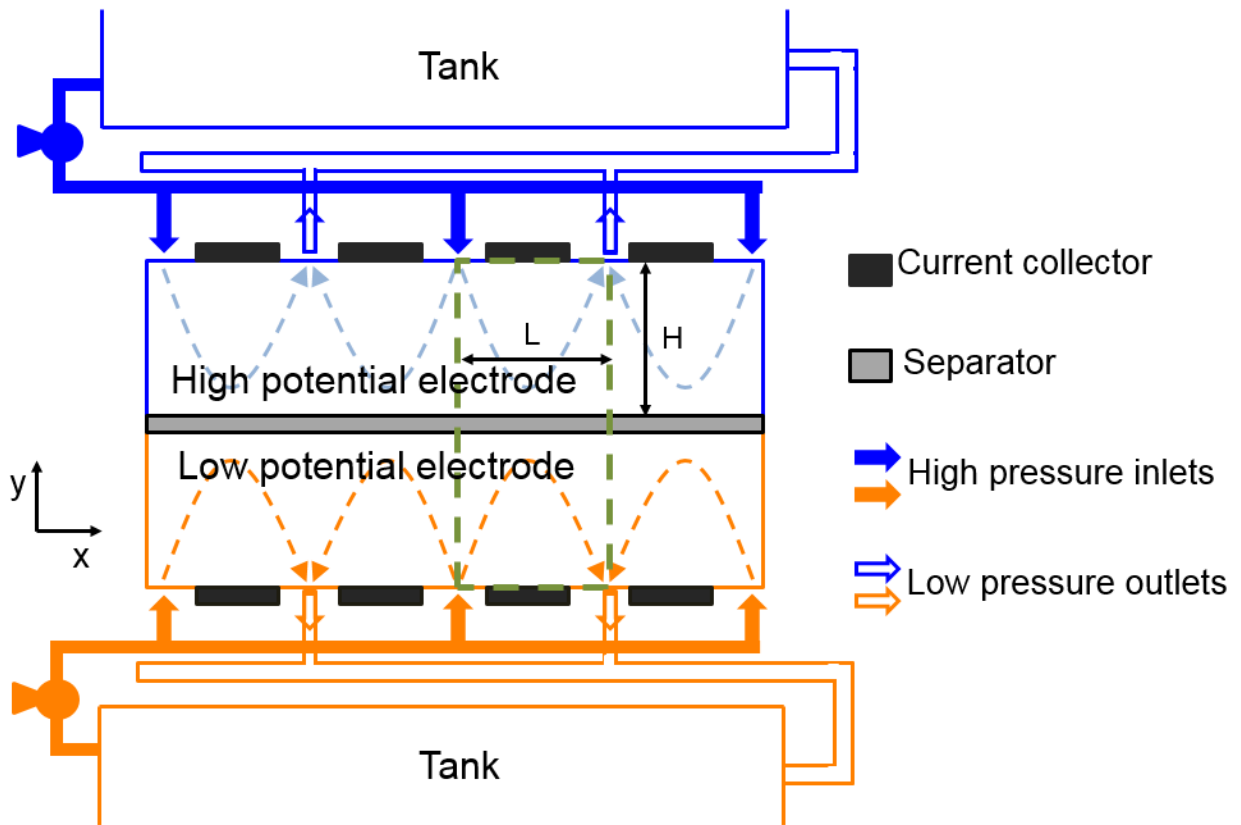 Tank
Current collector
L
H
High potential electrode
Separator
Low potential electrode
y
x
High pressure inlets
Low pressure outlets
Tank